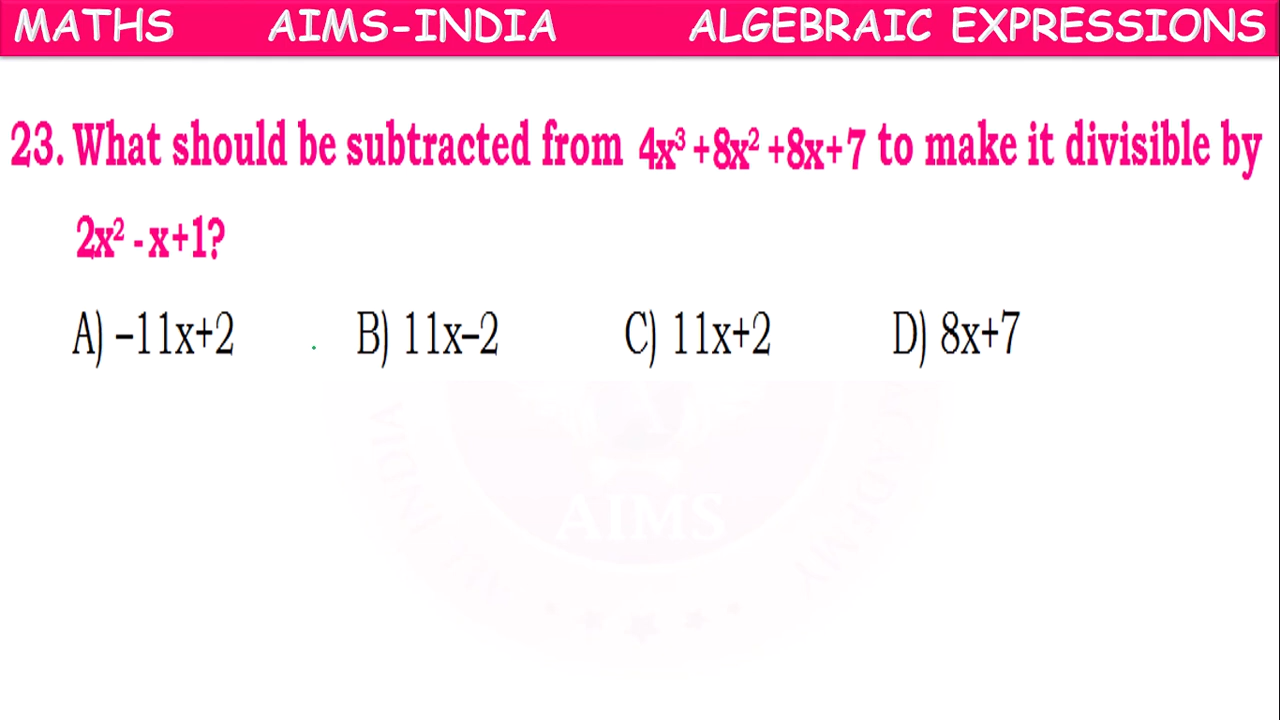 MATHS AIMS-INDIA ALGEBRAIC EXPRESSIONS
23. What should be subtracted from 4x³ +8x² +8x+7 to make it divisible by
2x² - x+1?
A) –11x+2 B) 11x–2 C) 11x+2 D) 8x+7
AIMS